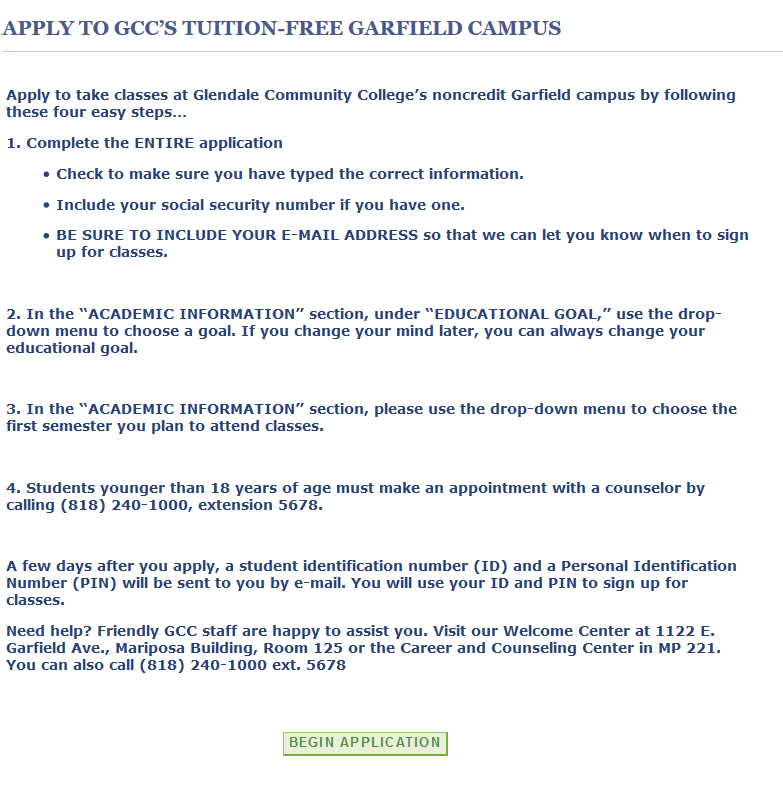 APPLY TO GCC’S TUITION-FREE GARFIELD CAMPUS
Apply to take classes at Glendale Community College’s noncredit Garfield campus by following
these four easy steps...
1. Complete the ENTIRE application
• Check to make sure you have typed the correct information.
• Include your social security number if you have one.
• BE SURE TO INCLUDE YOUR E-MAIL ADDRESS so that we can let you know when to sign
up for classes.
2. In the “ACADEMIC INFORMATION” section, under “EDUCATIONAL GOAL,” use the drop-
down menu to choose a goal. If you change your mind later, you can always change your
educational goal.
3. In the “ACADEMIC INFORMATION” section, please use the drop-down menu to choose the
first semester you plan to attend classes.
4. Students younger than 18 years of age must make an appointment with a counselor by
calling (818) 240-1000, extension 5678.
A few days after you apply, a student identification number (ID) and a Personal Identification
Number (PIN) will be sent to you by e-mail. You will use your ID and PIN to sign up for
classes.
Need help? Friendly GCC staff are happy to assist you. Visit our Welcome Center at 1122 E.
Garfield Ave., Mariposa Building, Room 125 or the Career and Counseling Center in MP 221.
You can also call (818) 240-1000 ext. 5678
BEGIN APPLICATION